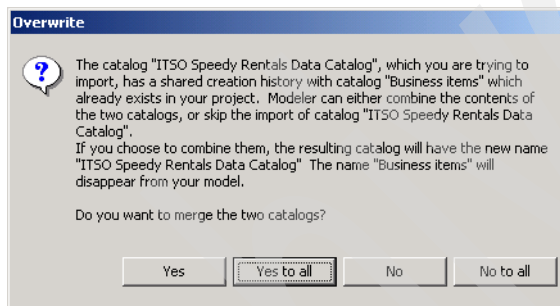 Overwrite
The catalog "ITSO Speedy Rentals Data Catalog", which you are trying to
import, has a shared creation history with catalog "Business items" which
already exists in your project. Modeler can either combine the contents of
the two catalogs, or skip the import of catalog "ITSO Speedy Rentals Data
Catalog".
If you choose to combine them, the resulting catalog will have the new name
"ITSO Speedy Rentals Data Catalog" The name "Business items" will
disappear from your model.
Do you want to merge the two catalogs?
Yes
Yes to all
No
No to all